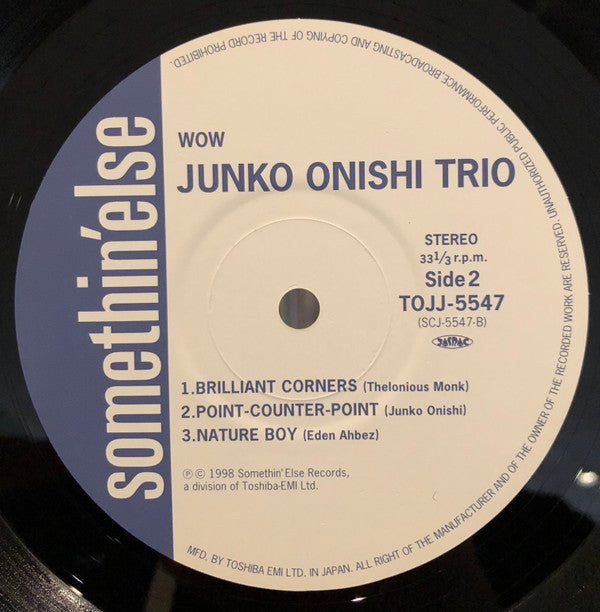 somethin'else
WOW
JUNKO ONISHI TRIO
STEREO
33 1/3 r.p.m.
Side 2
TOJJ-5547
(SCJ-5547-B)
JASRAC
1.BRILLIANT CORNERS (Thelonious Monk)
2.POINT-COUNTER-POINT (Junko Onishi)
3.NATURE BOY (Eden Ahbez)
Ⓟ © 1998 Somethin' Else Records,
a division of Toshiba-EMI Ltd.
MFD. BY TOSHIBA EMI LTD. IN JAPAN. ALL RIGHT OF THE MANUFACTURER AND OF THE OWNER OF THE RECORDED WORK ARE RESERVED. UNAUTHORIZED PUBLIC PERFORMANCE, BROADCASTING AND COPYING OF THE RECORD PROHIBITED.